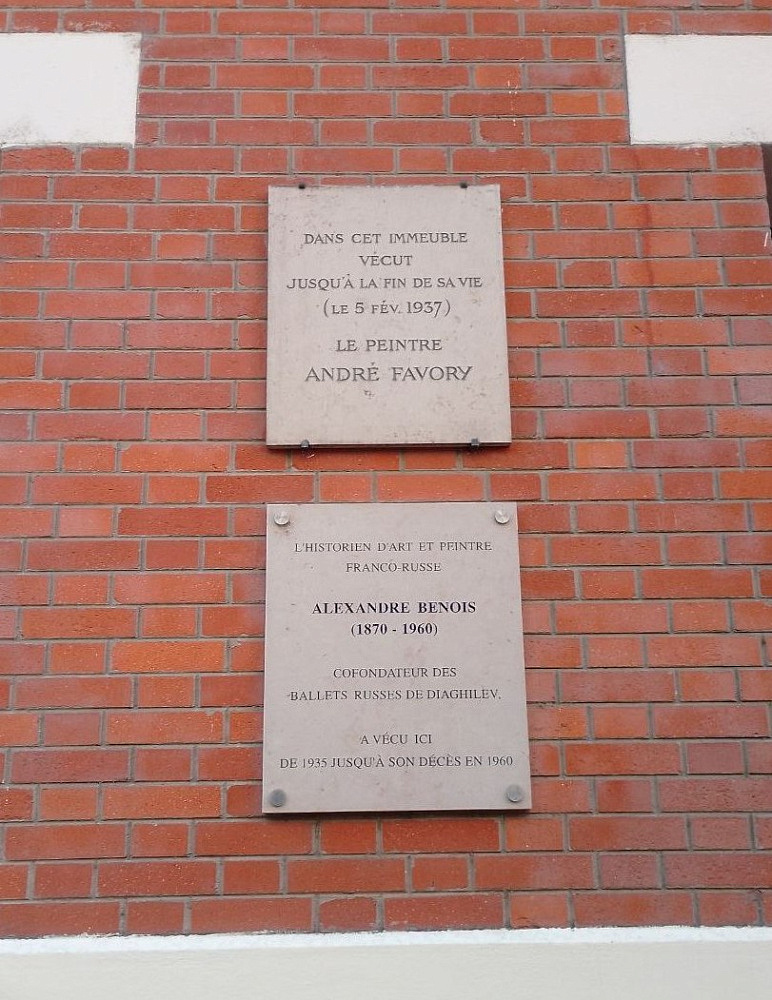 DANS CET IMMEUBLE
VÉCUT
JUSQU'À LA FIN DE SA VIE
(LE 5 FÉV. 1937)
LE PEINTRE
ANDRÉ FAVORY
L'HISTORIEN D'ART ET PEINTRE
FRANCO-RUSSE
ALEXANDRE BENOIS
(1870 - 1960)
COFONDATEUR DES
BALLETS RUSSES DE DIAGHILEV,
A VÉCU ICI
DE 1935 JUSQU'À SON DÉCÈS EN 1960